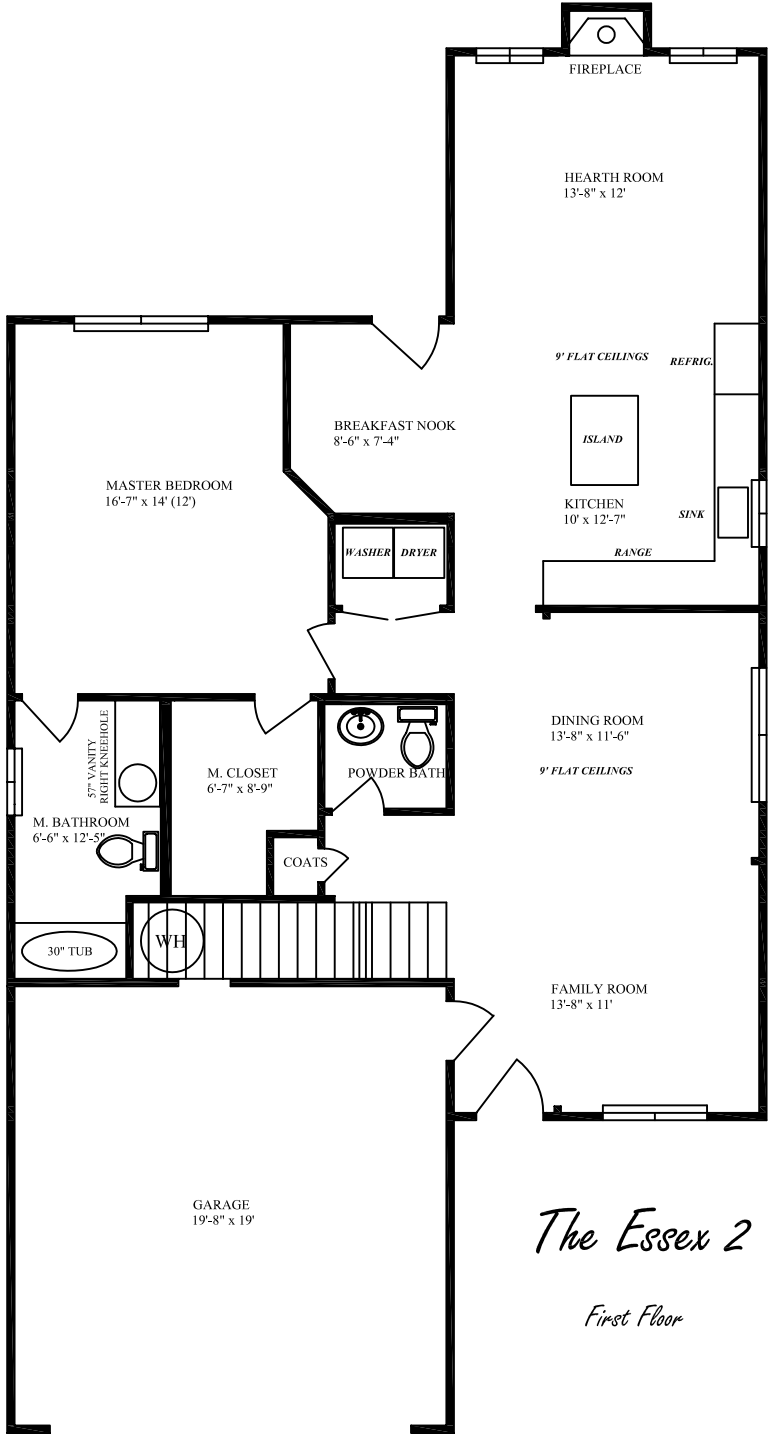 FIREPLACE
HEARTH ROOM
13'-8" x 12'
9' FLAT CEILINGS
REFRIG.
BREAKFAST NOOK
8'-6" x 7'-4"
ISLAND
MASTER BEDROOM
16'-7" x 14' (12')
KITCHEN
10' x 12'-7"
SINK
WASHER
DRYER
RANGE
DINING ROOM
13'-8" x 11'-6"
9' FLAT CEILINGS
57" VANITY
RIGHT KNEEHOLE
M. CLOSET
6'-7" x 8'-9"
POWDER BATH
M. BATHROOM
6'-6" x 12'-5"
COATS
WH
30" TUB
FAMILY ROOM
13'-8" x 11'
GARAGE
19'-8" x 19'
The Essex 2
First Floor